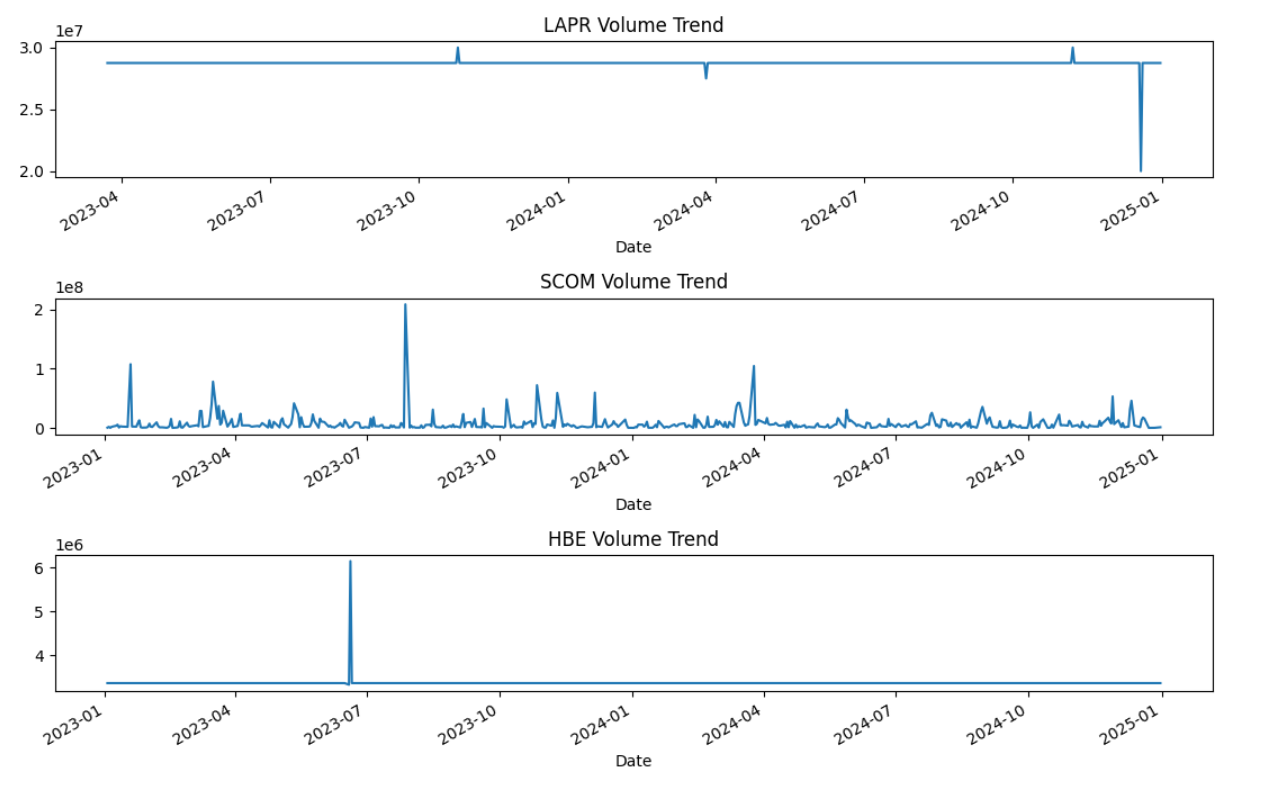 LAPR Volume Trend
1e7
3.0
2.5
2.0
2023-04 2023-07 2023-10 2024-01 2024-04 2024-07 2024-10 2025-01
Date
SCOM Volume Trend
1e8
2
1
0
2023-01 2023-04 2023-07 2023-10 2024-01 2024-04 2024-07 2024-10 2025-01
Date
HBE Volume Trend
1e6
6
5
4
2023-01 2023-04 2023-07 2023-10 2024-01 2024-04 2024-07 2024-10 2025-01
Date